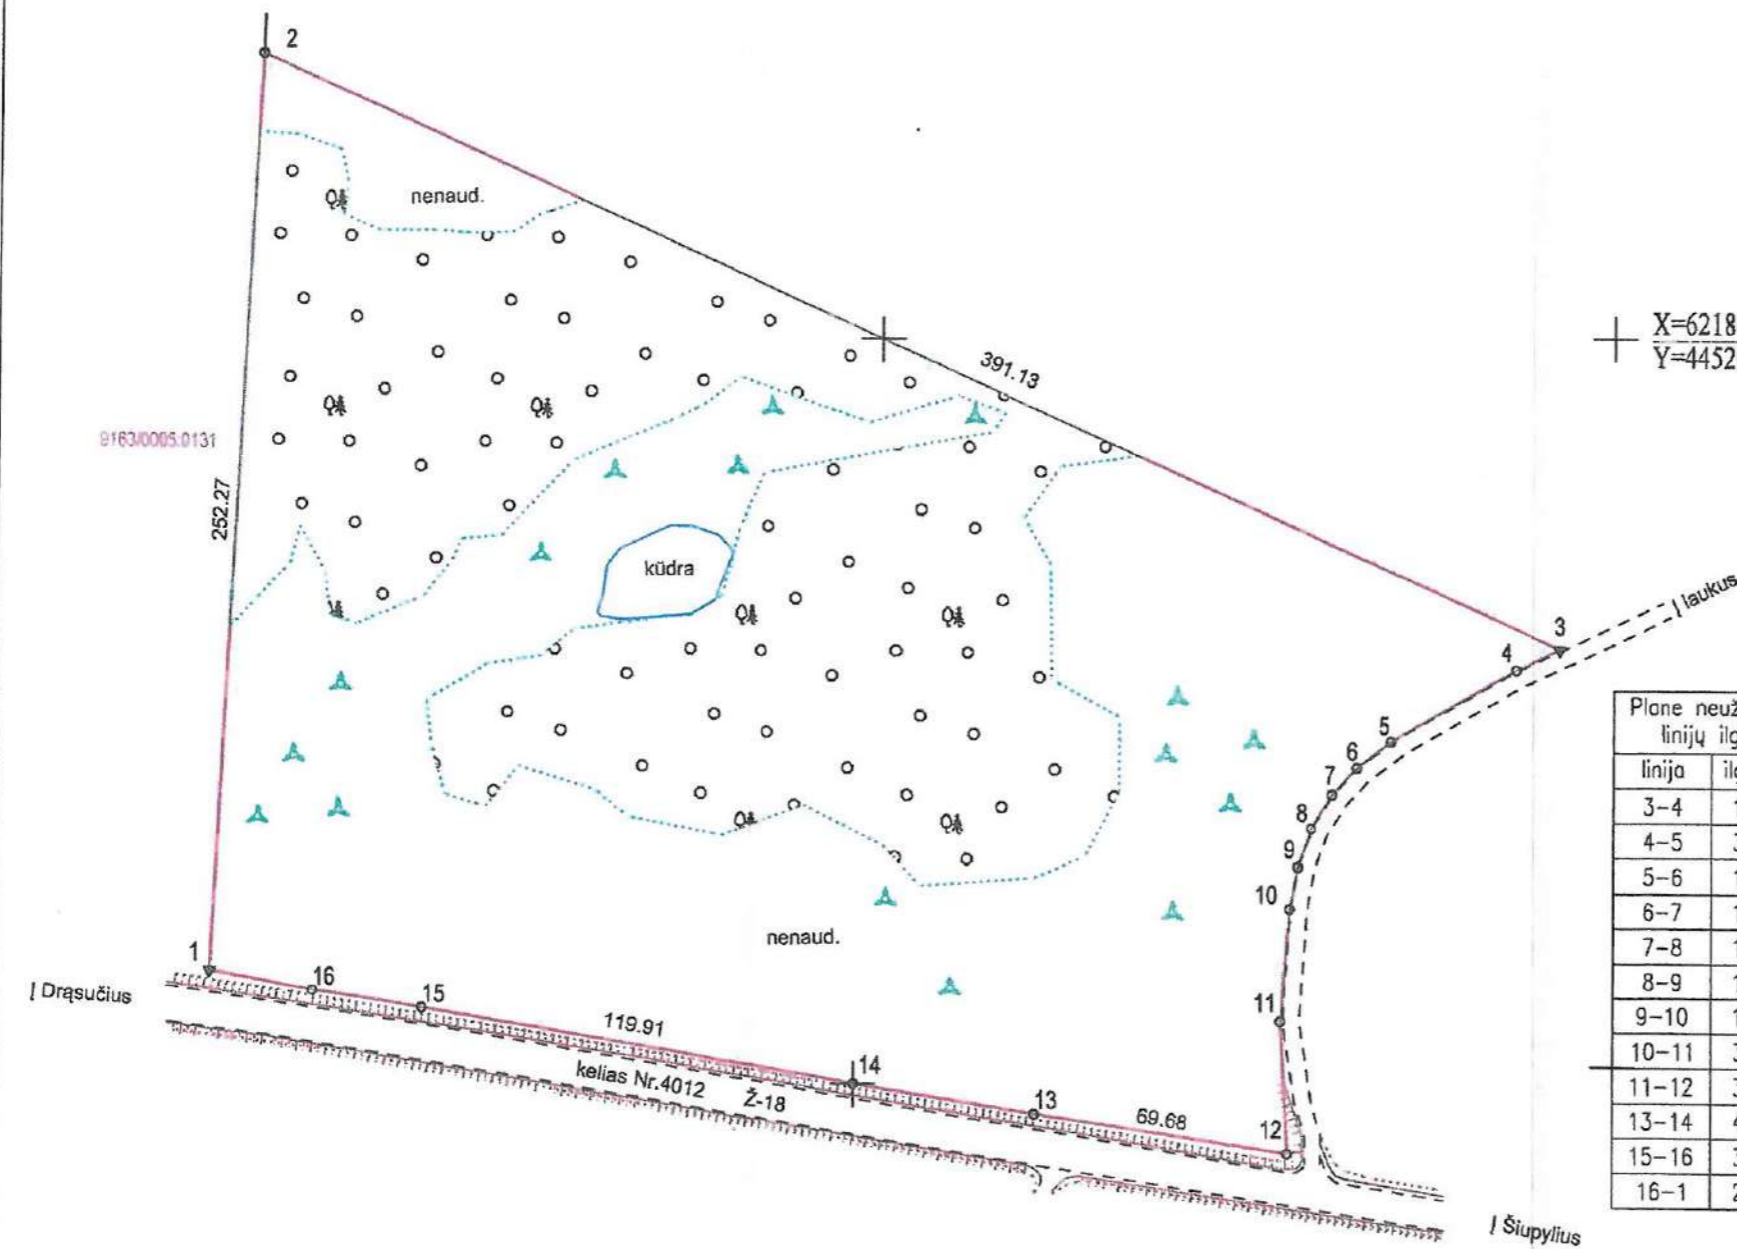 2
nenaud.
391.13
X=6218
Y=4452
9163/0005:0131
252.27
kūdra
Į laukus
3
4
5
6
7
8
9
10
11
12
Plane neuž
linijų ilg
linija
3-4
4-5
5-6
6-7
7-8
8-9
9-10
10-11
11-12
13-14
15-16
16-1
nenaud.
1
16
15
119.91
14
13
69.68
Į Drąsučius
kelias Nr.4012
Ž-18
Į Šiupylius